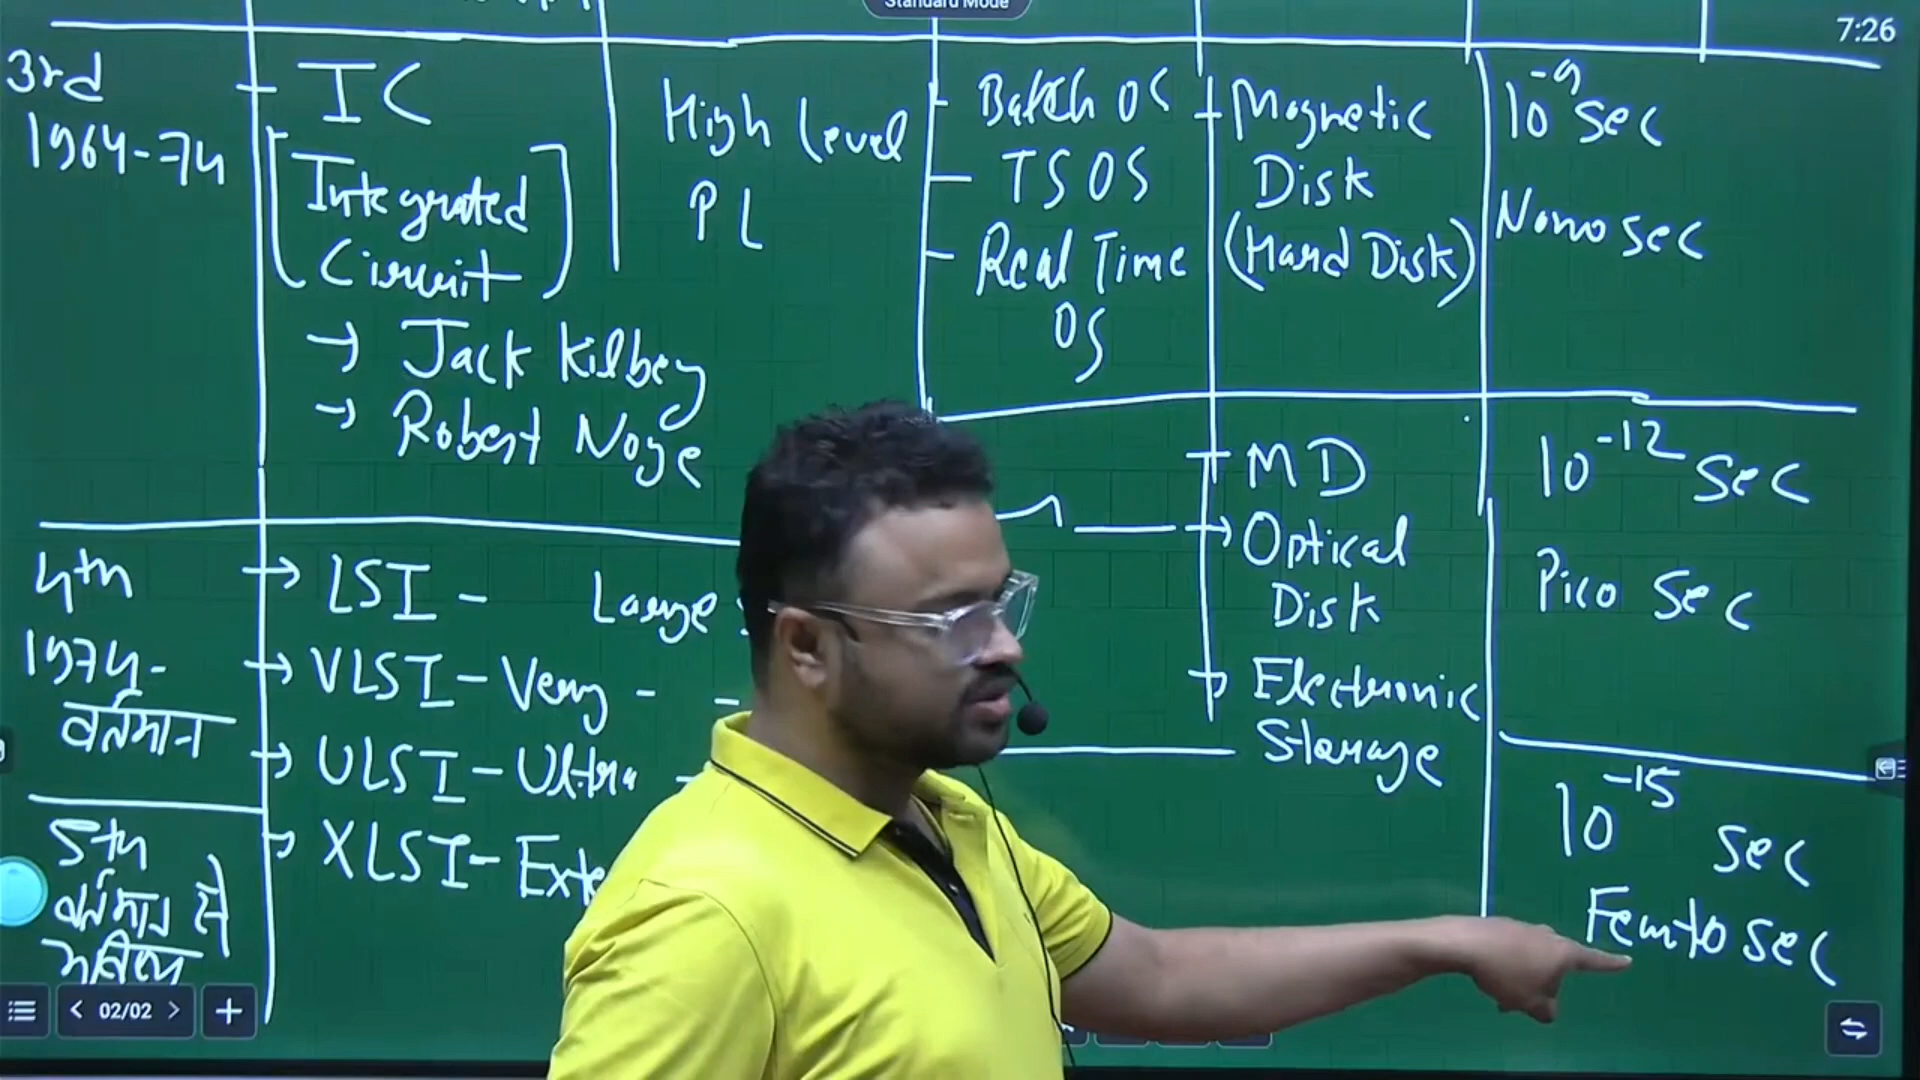 Standard Mode
7:26
3rd
1964-74
IC
[Integrated
Circuit]
→ Jack Kilbey
→ Robert Noye
High Level
PL
Batch OS
TSOS
Real Time
OS
Magnetic
Disk
(Hard Disk)
10⁻⁹ sec
Nano sec
4th
1974-
वर्तमान
→ LSI - Large
→ VLSI - Very - -
→ ULSI - Ultra -
→ XLSI - Exte
MD
→ Optical
Disk
→ Electronic
Storage
10⁻¹² sec
Pico sec
5th
वर्तमान से
भविष्य
10⁻¹⁵ sec
Femto sec
02/02